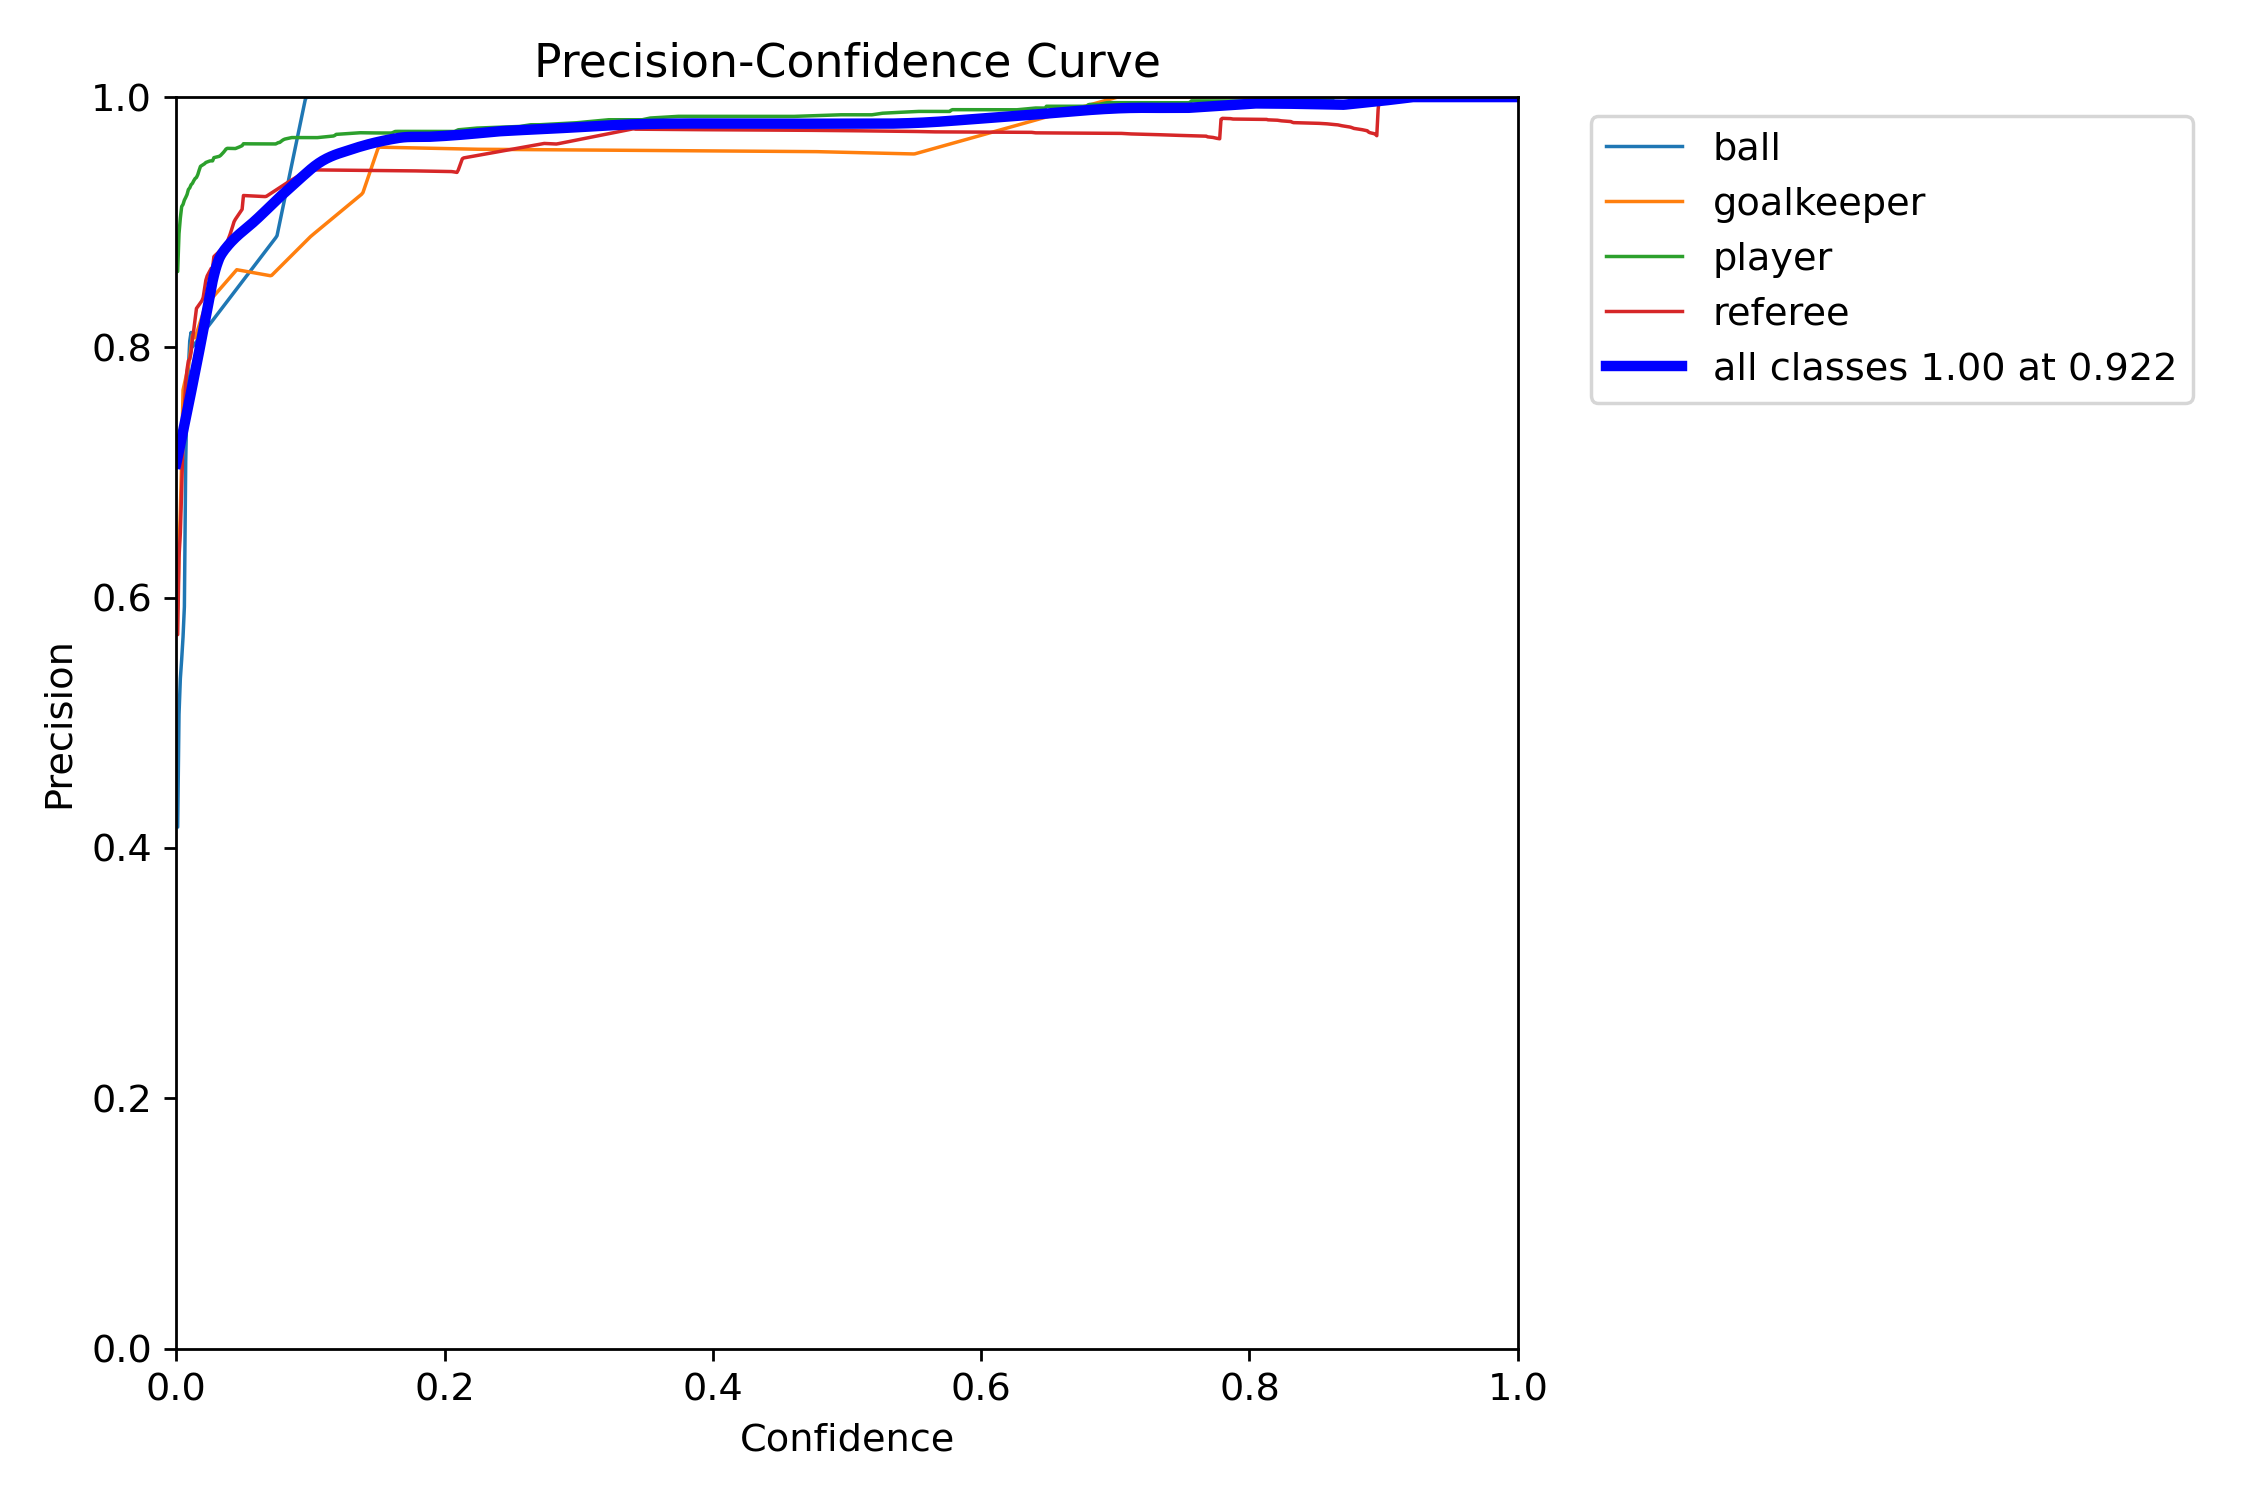 Precision-Confidence Curve
1.0
0.8
0.6
0.4
0.2
0.0
Precision
0.0 0.2 0.4 0.6 0.8 1.0
Confidence
ball
goalkeeper
player
referee
all classes 1.00 at 0.922